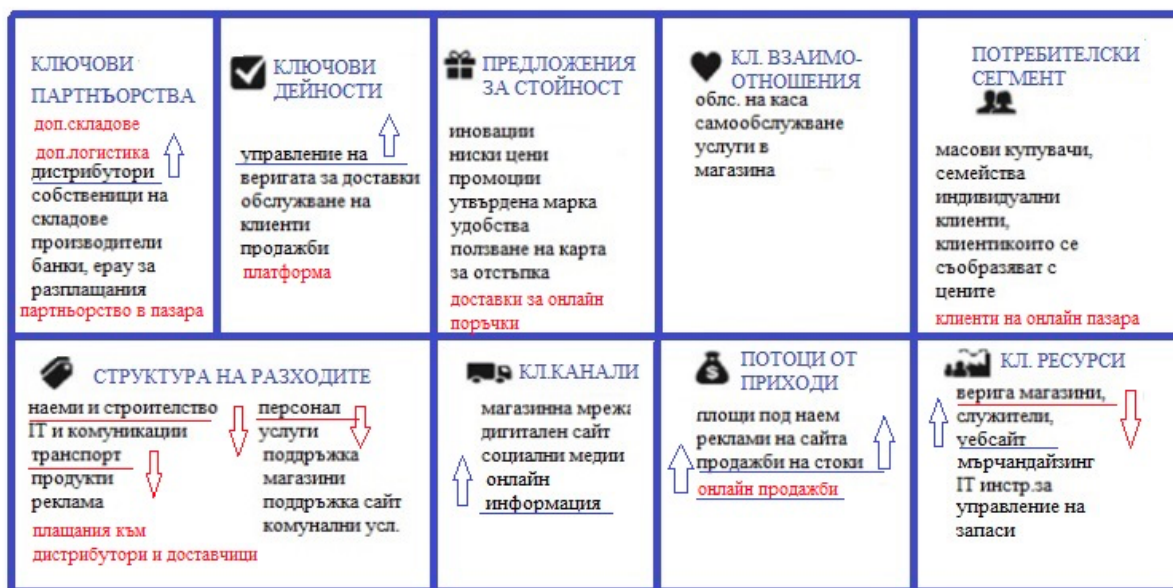 КЛЮЧОВИ
ПАРТНЪОРСТВА
доп.складове
доп.логистика
дистрибутори
собственици на
складове
производители
банки, epay за
разплащания
партньорство в пазара
КЛЮЧОВИ
ДЕЙНОСТИ
управление на
веригата за доставки
обслужване на
клиенти
продажби
платформа
ПРЕДЛОЖЕНИЯ
ЗА СТОЙНОСТ
иновации
ниски цени
промоции
утвърдена марка
удобства
ползване на карта
за отстъпка
доставки за онлайн
поръчки
КЛ. ВЗАИМО-
ОТНОШЕНИЯ
облс. на каса
самообслужване
услуги в
магазина
ПОТРЕБИТЕЛСКИ
СЕГМЕНТ
масови купувачи,
семейства
индивидуални
клиенти,
клиентикоито се
съобразяват с
цените
клиенти на онлайн пазара
СТРУКТУРА НА РАЗХОДИТЕ
наеми и строителство
IT и комуникации
транспорт
продукти
реклама
плащания към
дистрибутори и доставчици
персонал
услуги
поддръжка
магазини
поддръжка сайт
комунални усл.
КЛ.КАНАЛИ
магазинна мрежа
дигитален сайт
социални медии
онлайн
информация
$
ПОТОЦИ ОТ
ПРИХОДИ
площи под наем
реклами на сайта
продажби на стоки
онлайн продажби
КЛ. РЕСУРСИ
верига магазини,
служители,
уебсайт
мърчандайзинг
IT инстр.за
управление на
запаси